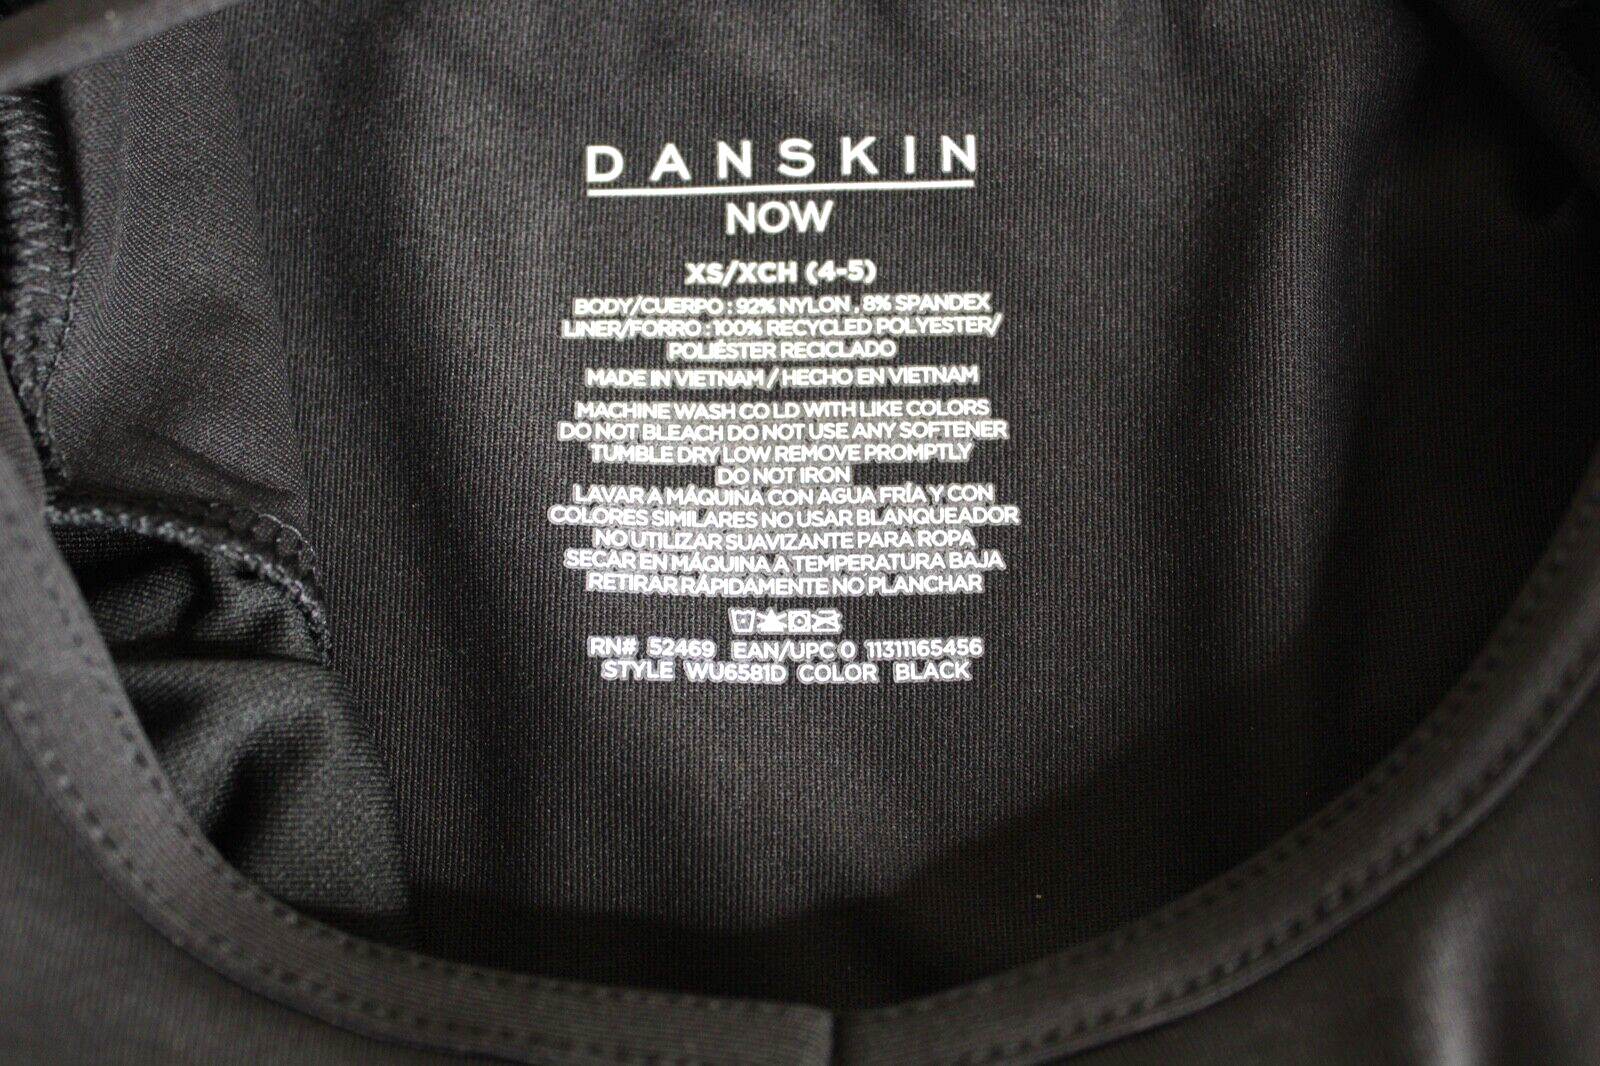 DANSKIN
NOW
XS/XCH (4-5)
BODY/CUERPO : 92% NYLON , 8% SPANDEX
LINER/FORRO : 100% RECYCLED POLYESTER/
POLIÉSTER RECICLADO
MADE IN VIETNAM / HECHO EN VIETNAM
MACHINE WASH CO LD WITH LIKE COLORS
DO NOT BLEACH DO NOT USE ANY SOFTENER
TUMBLE DRY LOW REMOVE PROMPTLY
DO NOT IRON
LAVAR A MÁQUINA CON AGUA FRÍA Y CON
COLORES SIMILARES NO USAR BLANQUEADOR
NO UTILIZAR SUAVIZANTE PARA ROPA
SECAR EN MÁQUINA A TEMPERATURA BAJA
RETIRAR RÁPIDAMENTE NO PLANCHAR
RN# 52469 EAN/UPC 0 11311165456
STYLE WU6581D COLOR BLACK